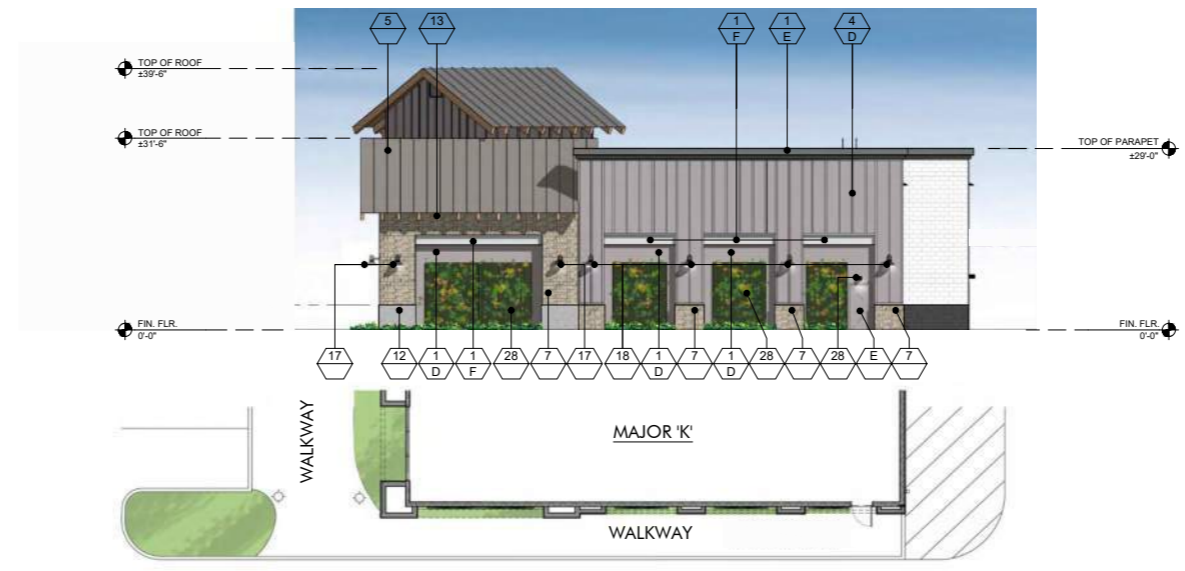 5
13
1
F
1
E
4
D
TOP OF ROOF
±39'-6"
TOP OF ROOF
±31'-6"
TOP OF PARAPET
±29'-0"
FIN. FLR.
0'-0"
FIN. FLR.
0'-0"
17
12
1
D
1
F
28
7
17
18
1
D
7
1
D
28
7
28
E
7
WALKWAY
MAJOR 'K'
WALKWAY